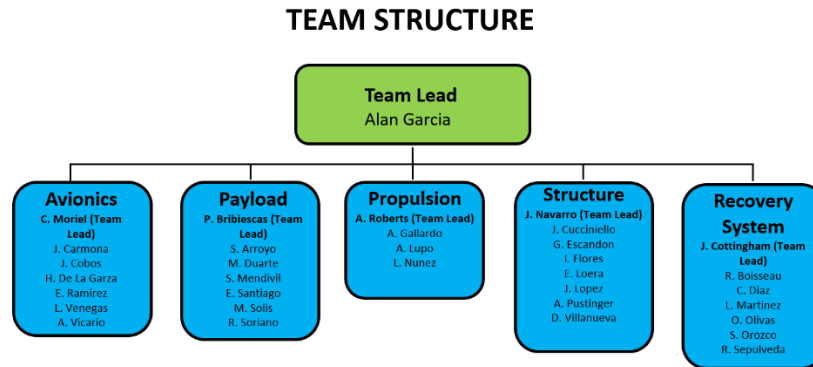 TEAM STRUCTURE
Team Lead
Alan Garcia
Avionics
C. Moriel (Team
Lead)
J. Carmona
J. Cobos
H. De La Garza
E. Ramirez
L. Venegas
A. Vicario
Payload
P. Bribiescas (Team
Lead)
S. Arroyo
M. Duarte
S. Mendivil
E. Santiago
M. Solis
R. Soriano
Propulsion
A. Roberts (Team Lead)
A. Gallardo
A. Lupo
L. Nunez
Structure
J. Navarro (Team Lead)
J. Cucciniello
G. Escandon
I. Flores
E. Loera
J. Lopez
A. Pustinger
D. Villanueva
Recovery
System
J. Cottingham (Team
Lead)
R. Boisseau
C. Diaz
L. Martinez
O. Olivas
S. Orozco
R. Sepulveda